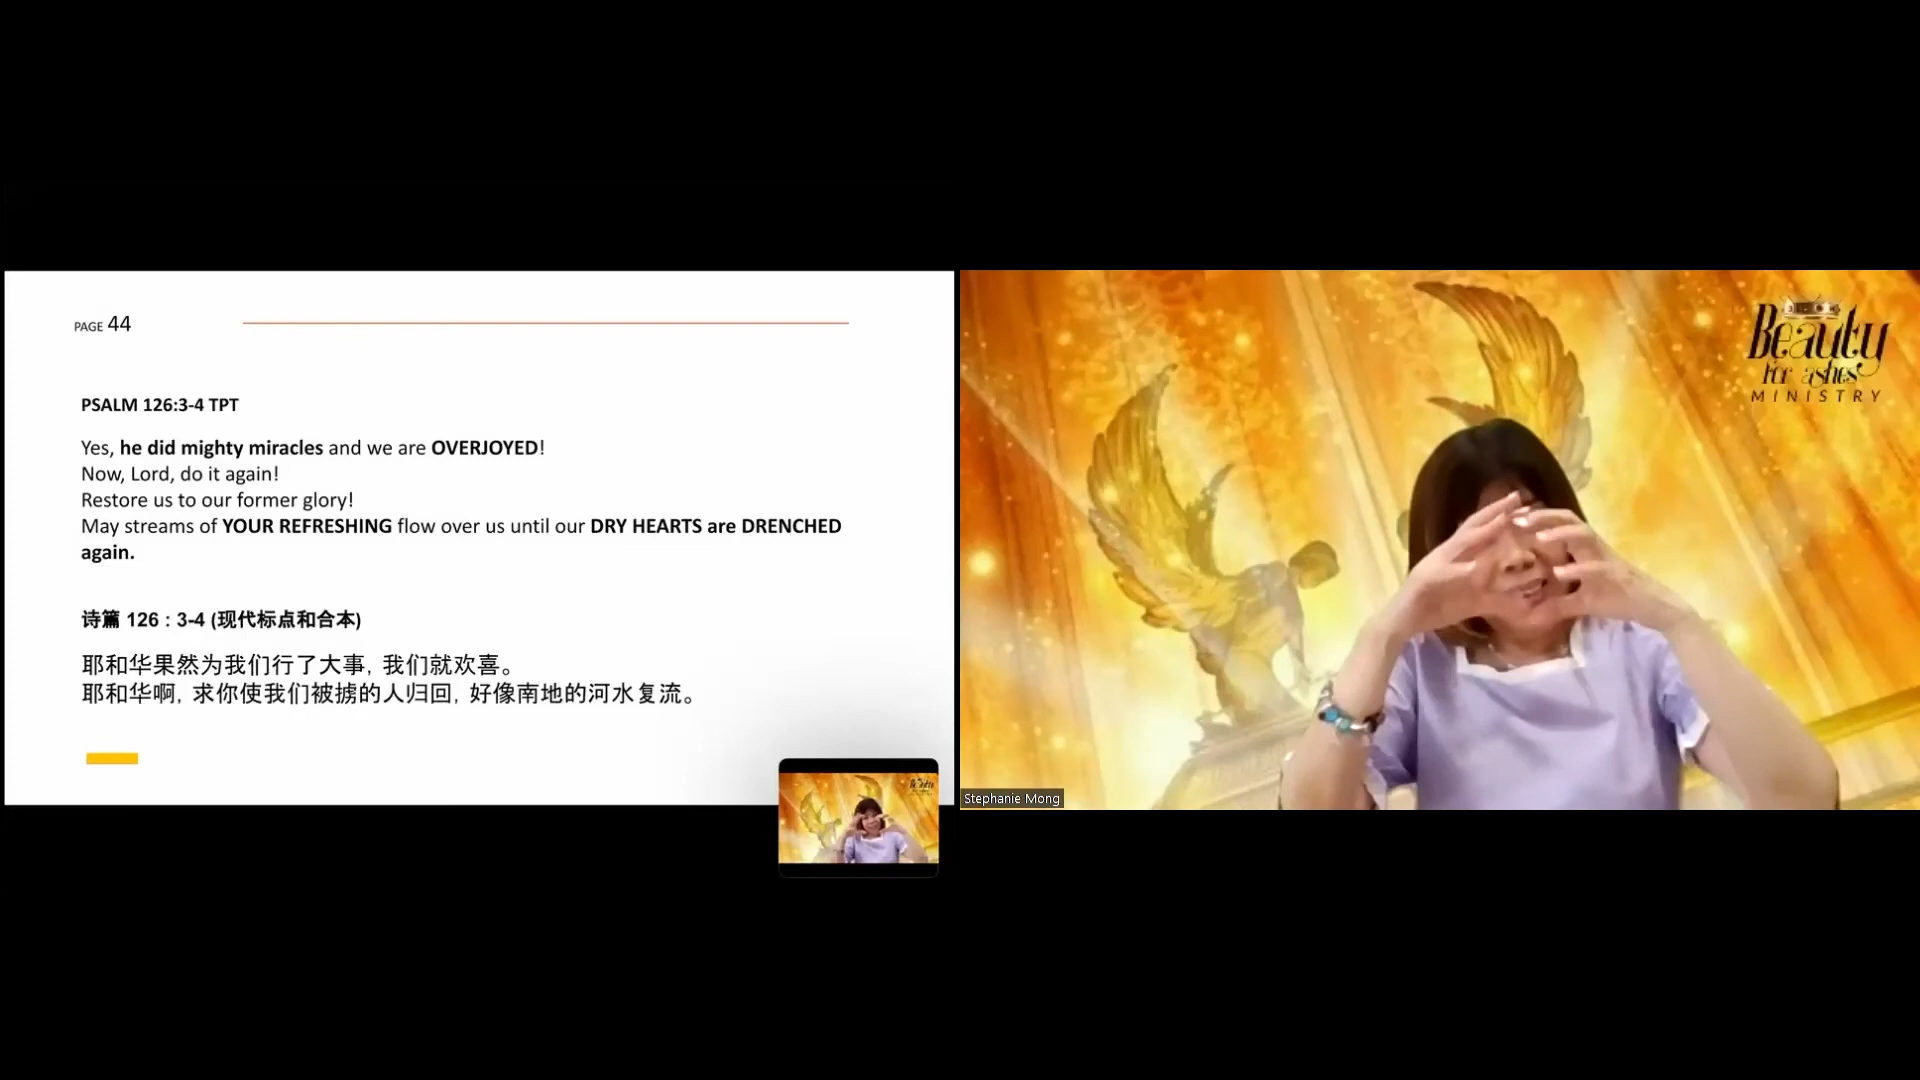 PAGE 44
PSALM 126:3-4 TPT
Yes, he did mighty miracles and we are OVERJOYED!
Now, Lord, do it again!
Restore us to our former glory!
May streams of YOUR REFRESHING flow over us until our DRY HEARTS are DRENCHED
again.
诗篇 126 : 3-4 (现代标点和合本)
耶和华果然为我们行了大事, 我们就欢喜。
耶和华啊, 求你使我们被掳的人归回, 好像南地的河水复流。
Beauty
For ashes
MINISTRY
Stephanie Mong